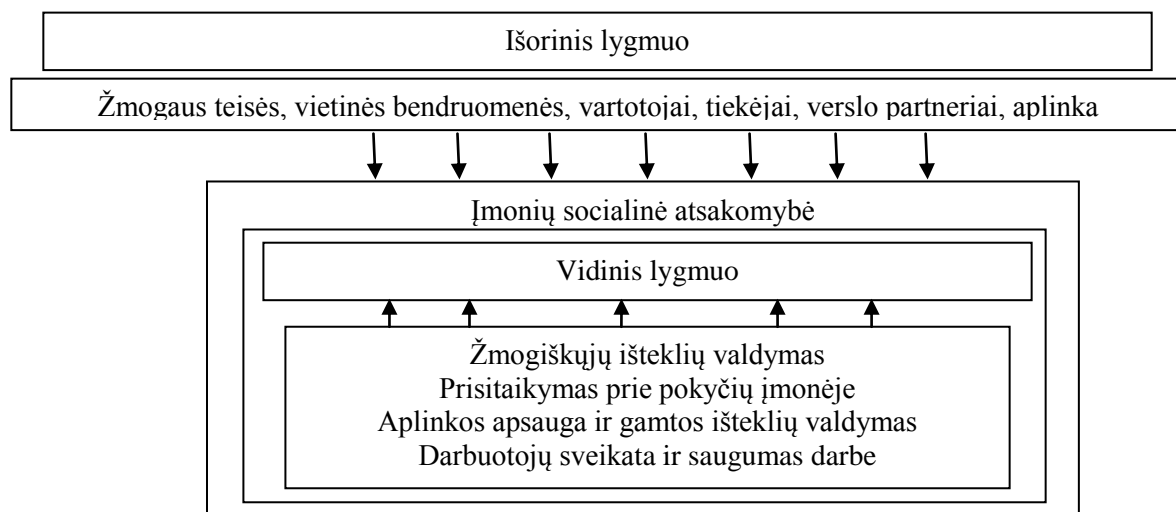 Išorinis lygmuo
Žmogaus teisės, vietinės bendruomenės, vartotojai, tiekėjai, verslo partneriai, aplinka
Įmonių socialinė atsakomybė
Vidinis lygmuo
Žmogiškųjų išteklių valdymas
Prisitaikymas prie pokyčių įmonėje
Aplinkos apsauga ir gamtos išteklių valdymas
Darbuotojų sveikata ir saugumas darbe